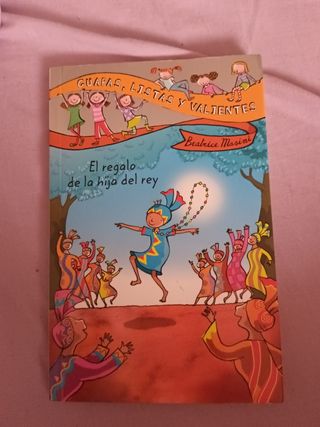 GUAPAS, LISTAS Y VALIENTES
Beatrice Masini
El regalo
de la hija del rey